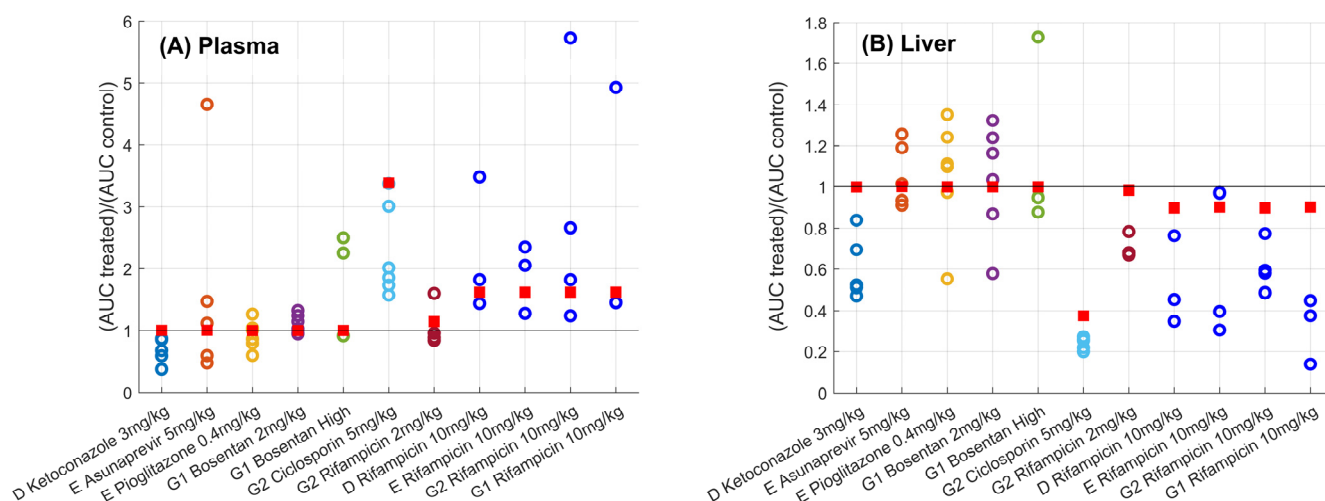 (A) Plasma
(AUC treated)/(AUC control)
6
5
4
3
2
1
0
D Ketoconazole 3mg/kg
E Asunaprevir 5mg/kg
E Pioglitazone 0.4mg/kg
G1 Bosentan 2mg/kg
G1 Bosentan High
G2 Ciclosporin 5mg/kg
G2 Rifampicin 2mg/kg
D Rifampicin 10mg/kg
E Rifampicin 10mg/kg
G2 Rifampicin 10mg/kg
G1 Rifampicin 10mg/kg
(B) Liver
(AUC treated)/(AUC control)
1.8
1.6
1.4
1.2
1
0.8
0.6
0.4
0.2
0
D Ketoconazole 3mg/kg
E Asunaprevir 5mg/kg
E Pioglitazone 0.4mg/kg
G1 Bosentan 2mg/kg
G1 Bosentan High
G2 Ciclosporin 5mg/kg
G2 Rifampicin 2mg/kg
D Rifampicin 10mg/kg
E Rifampicin 10mg/kg
G2 Rifampicin 10mg/kg
G1 Rifampicin 10mg/kg